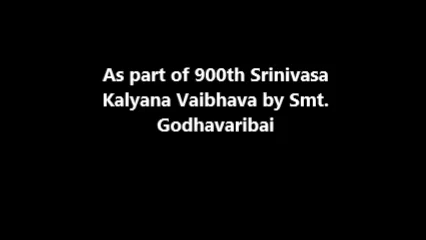 As part of 900th Srinivasa
Kalyana Vaibhava by Smt.
Godhavaribai